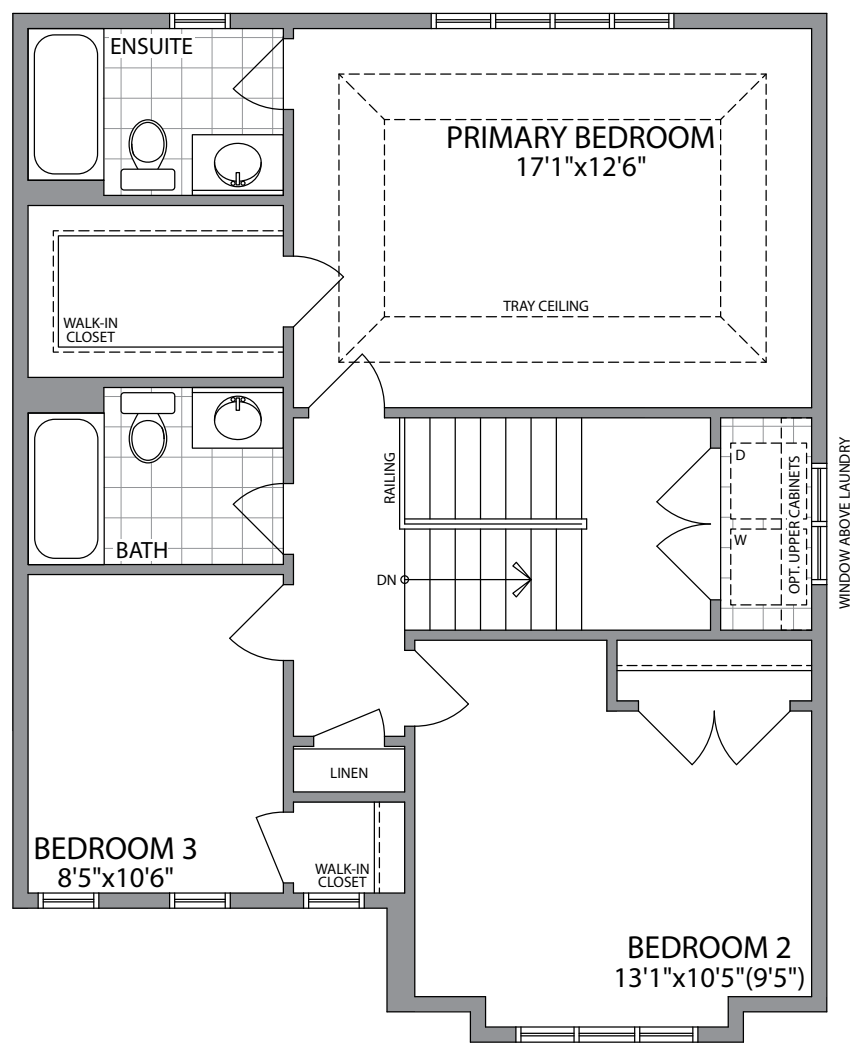 ENSUITE
PRIMARY BEDROOM
17'1"x12'6"
TRAY CEILING
WALK-IN
CLOSET
RAILING
D
W
OPT. UPPER CABINETS
WINDOW ABOVE LAUNDRY
BATH
DN
LINEN
BEDROOM 3
8'5"x10'6"
WALK-IN
CLOSET
BEDROOM 2
13'1"x10'5"(9'5")